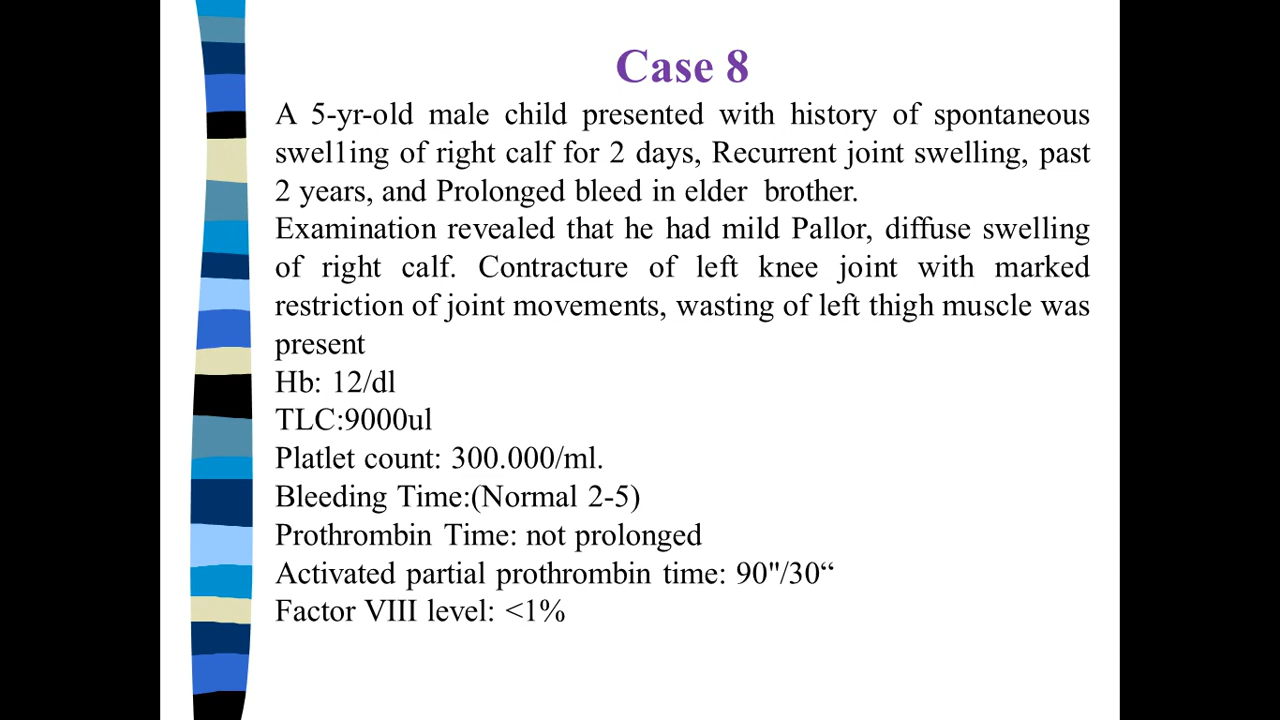 Case 8
A 5-yr-old male child presented with history of spontaneous
swel1ing of right calf for 2 days, Recurrent joint swelling, past
2 years, and Prolonged bleed in elder brother.
Examination revealed that he had mild Pallor, diffuse swelling
of right calf. Contracture of left knee joint with marked
restriction of joint movements, wasting of left thigh muscle was
present
Hb: 12/dl
TLC:9000ul
Platlet count: 300.000/ml.
Bleeding Time:(Normal 2-5)
Prothrombin Time: not prolonged
Activated partial prothrombin time: 90"/30“
Factor VIII level: <1%